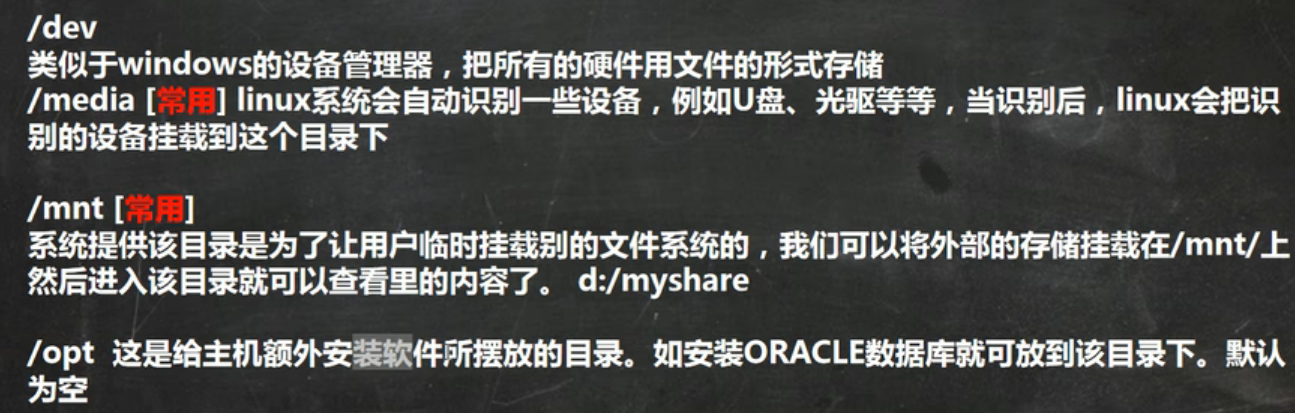 /dev
类似于windows的设备管理器，把所有的硬件用文件的形式存储
/media [常用] linux系统会自动识别一些设备，例如U盘、光驱等等，当识别后，linux会把识
别的设备挂载到这个目录下
/mnt [常用]
系统提供该目录是为了让用户临时挂载别的文件系统的，我们可以将外部的存储挂载在/mnt/上
然后进入该目录就可以查看里的内容了。 d:/myshare
/opt 这是给主机额外安装软件所摆放的目录。如安装ORACLE数据库就可放到该目录下。默认
为空